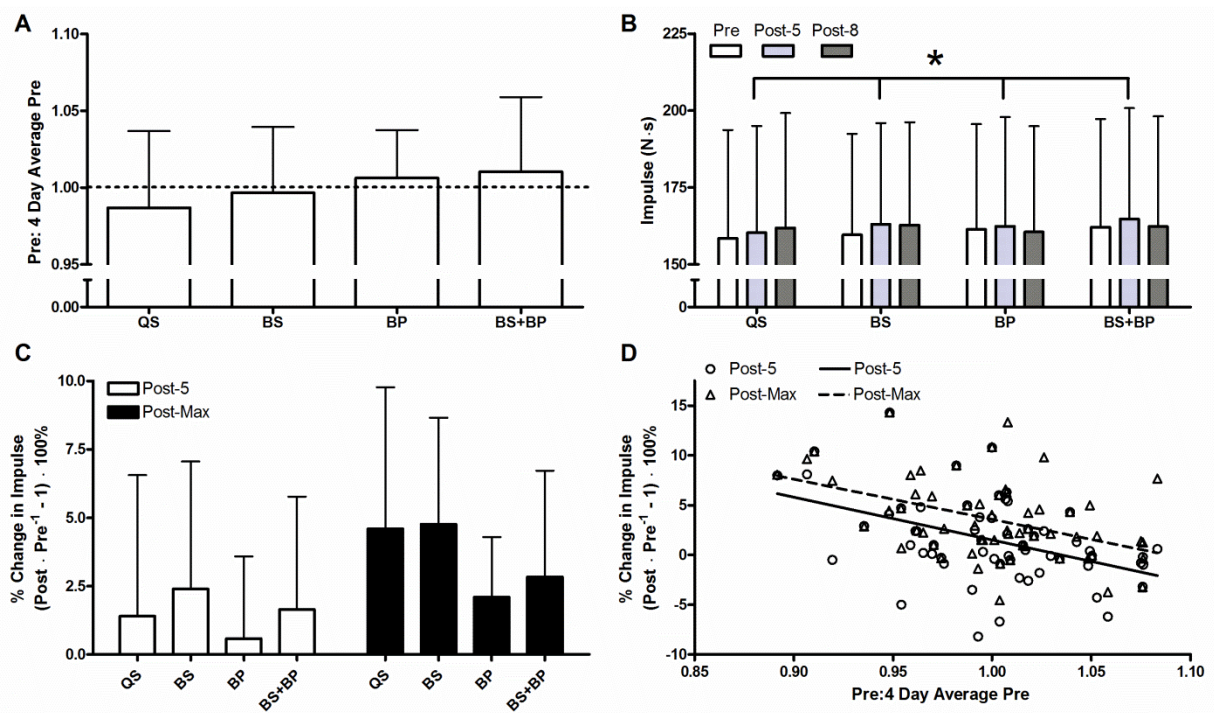 A
1.10
1.05
1.00
0.95
0.00
Pre: 4 Day Average Pre
QS BS BP BS+BP
B
Pre Post-5 Post-8
*
225
200
175
150
0
Impulse (N·s)
QS BS BP BS+BP
C
Post-5
Post-Max
10.0
7.5
5.0
2.5
0.0
% Change in Impulse
(Post · Pre⁻¹ - 1) · 100%
QS BS BP BS+BP QS BS BP BS+BP
D
Post-5 Post-5
Post-Max Post-Max
15
10
5
0
-5
-10
% Change in Impulse
(Post · Pre⁻¹ - 1) · 100%
0.85 0.90 0.95 1.00 1.05 1.10
Pre:4 Day Average Pre